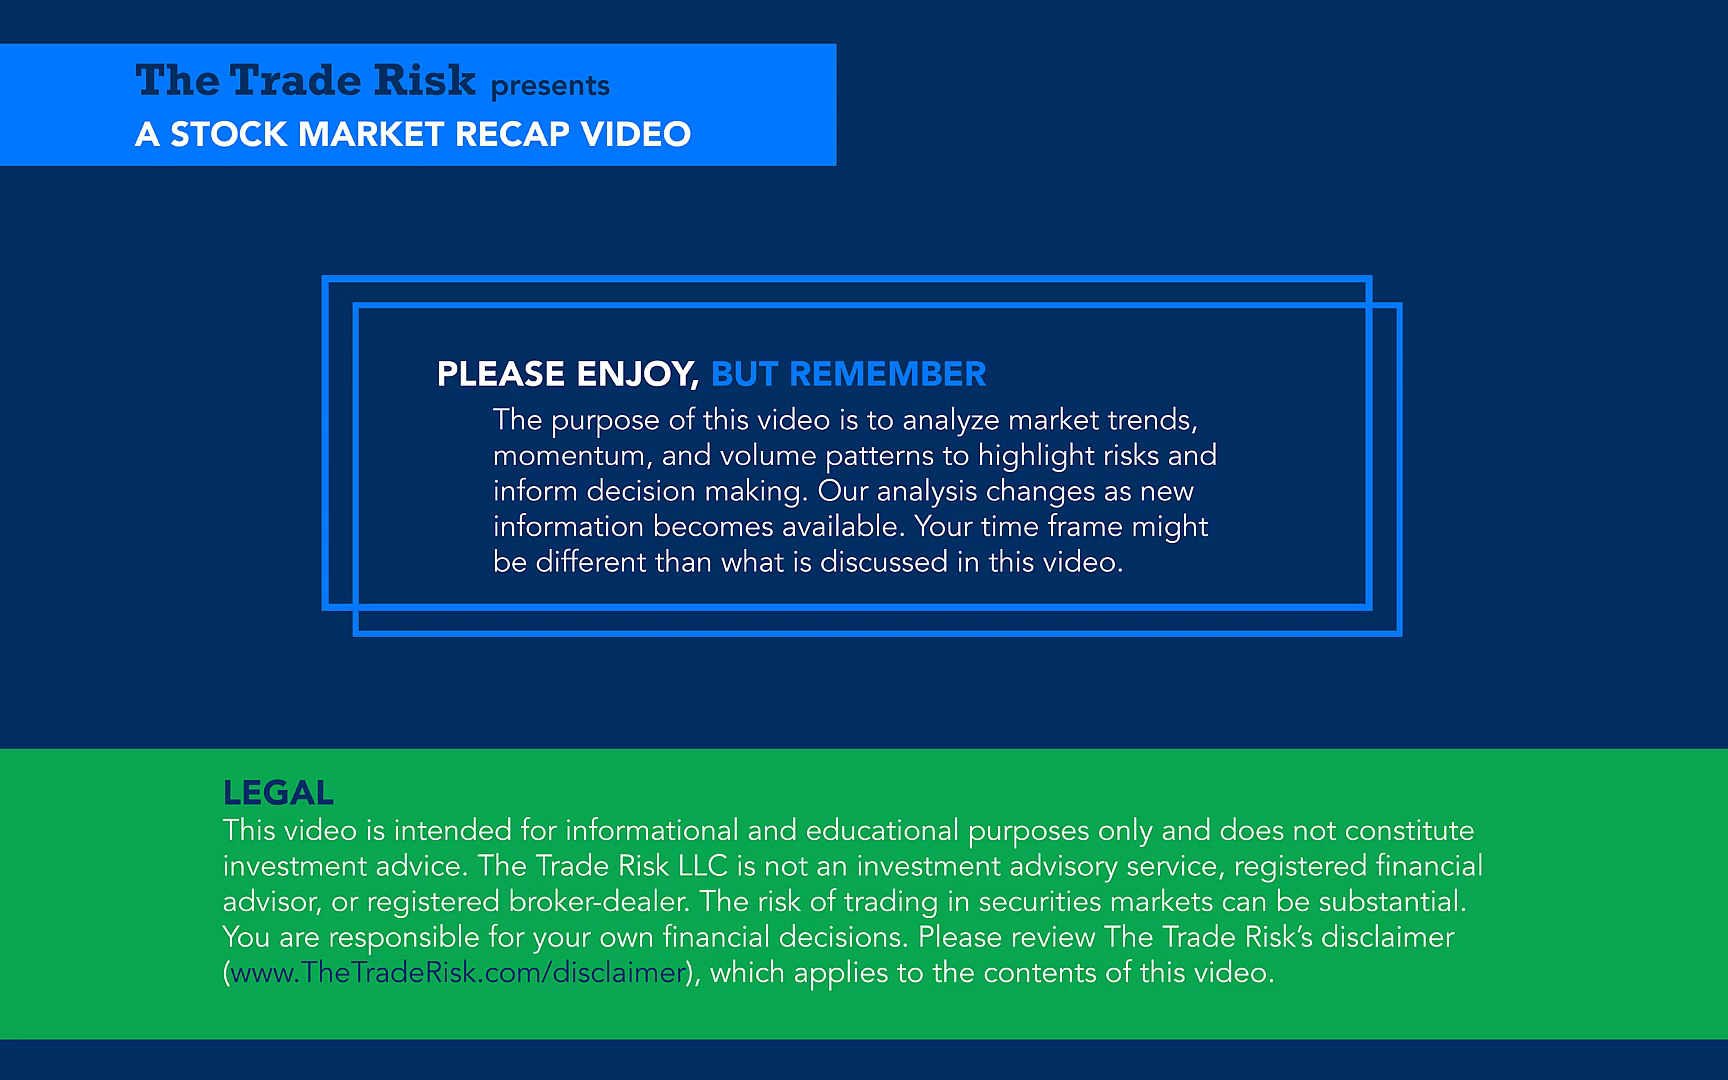 The Trade Risk presents
A STOCK MARKET RECAP VIDEO
PLEASE ENJOY, BUT REMEMBER
The purpose of this video is to analyze market trends,
momentum, and volume patterns to highlight risks and
inform decision making. Our analysis changes as new
information becomes available. Your time frame might
be different than what is discussed in this video.
LEGAL
This video is intended for informational and educational purposes only and does not constitute
investment advice. The Trade Risk LLC is not an investment advisory service, registered financial
advisor, or registered broker-dealer. The risk of trading in securities markets can be substantial.
You are responsible for your own financial decisions. Please review The Trade Risk’s disclaimer
(www.TheTradeRisk.com/disclaimer), which applies to the contents of this video.